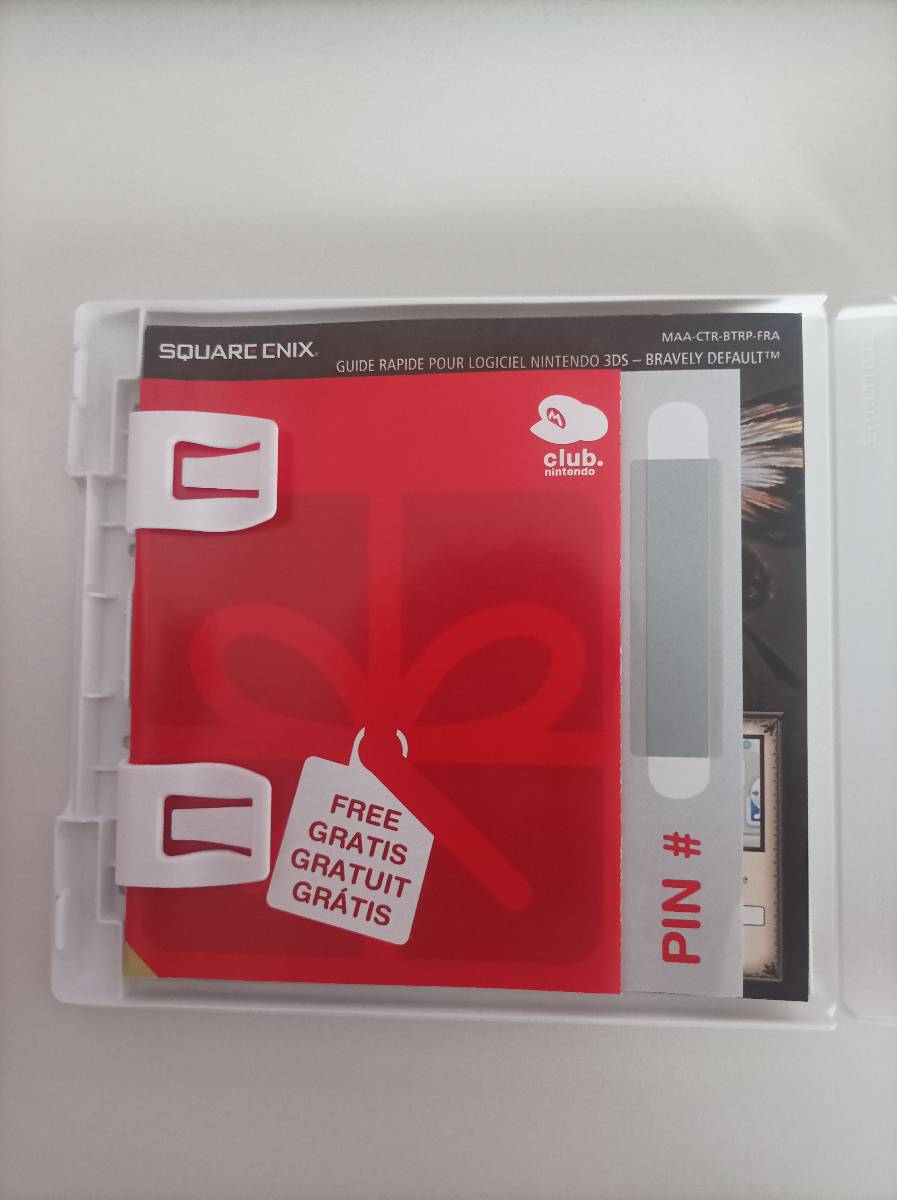 SQUARE ENIX
MAA-CTR-BTRP-FRA
GUIDE RAPIDE POUR LOGICIEL NINTENDO 3DS – BRAVELY DEFAULT™
M
club.
nintendo
FREE
GRATIS
GRATUIT
GRÁTIS
PIN #